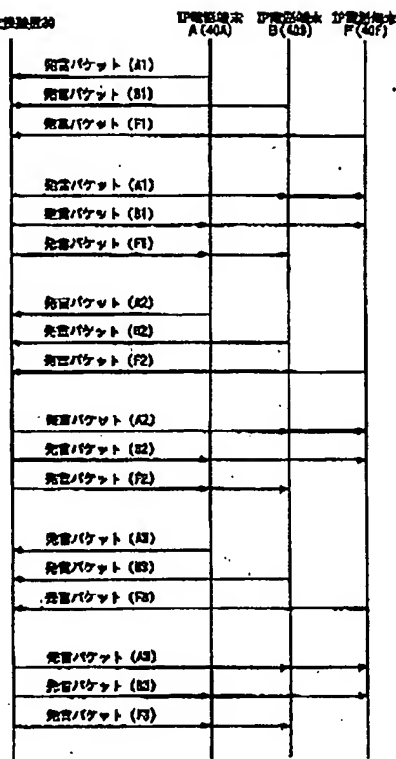 IP電話端末 A(40A)
IP電話端末 B(40B)
IP電話端末 F(40F)
発言パケット (A1)
発言パケット (B1)
発言パケット (F1)
発言パケット (A1)
発言パケット (B1)
発言パケット (F1)
発言パケット (A2)
発言パケット (B2)
発言パケット (F2)
発言パケット (A2)
発言パケット (B2)
発言パケット (F2)
発言パケット (A3)
発言パケット (B3)
発言パケット (F3)
発言パケット (A3)
発言パケット (B3)
発言パケット (F3)